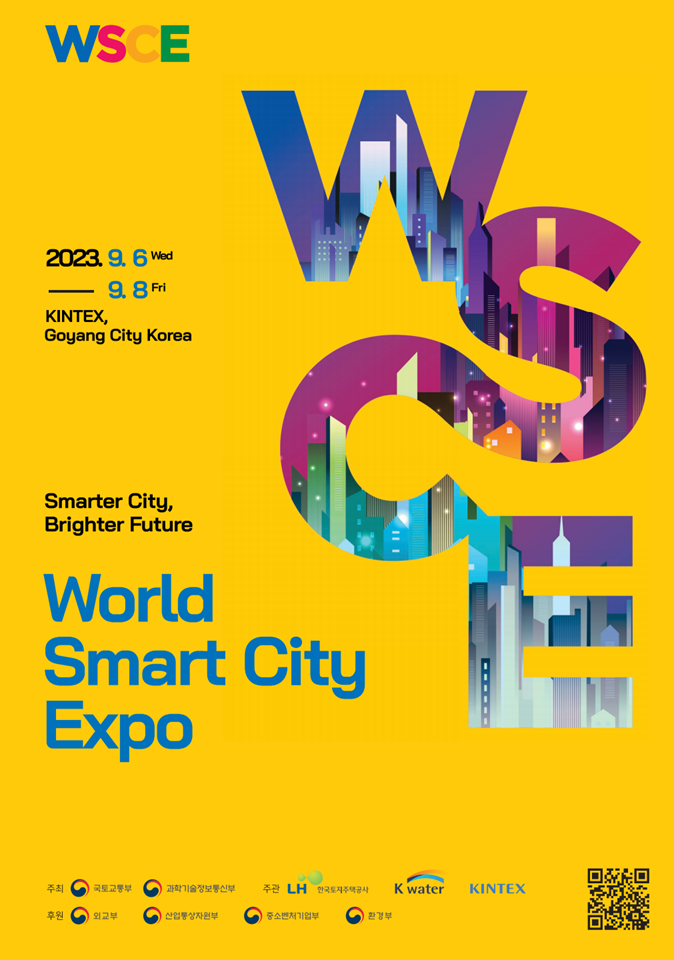 WSCE
WSCE
2023. 9. 6 Wed
9. 8 Fri
KINTEX,
Goyang City Korea
Smarter City,
Brighter Future
World
Smart City
Expo
주최 국토교통부 과학기술정보통신부 주관 LH 한국토지주택공사 K water KINTEX
후원 외교부 산업통상자원부 중소벤처기업부 환경부